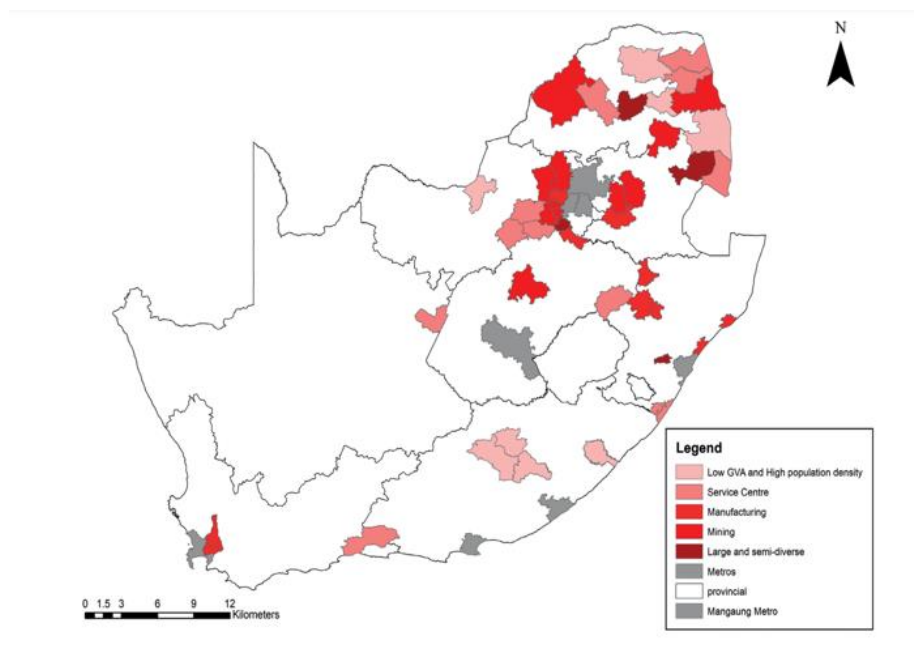 N
Legend
Low GVA and High population density
Service Centre
Manufacturing
Mining
Large and semi-diverse
Metros
provincial
Mangaung Metro
0 1.5 3 6 9 12
Kilometers